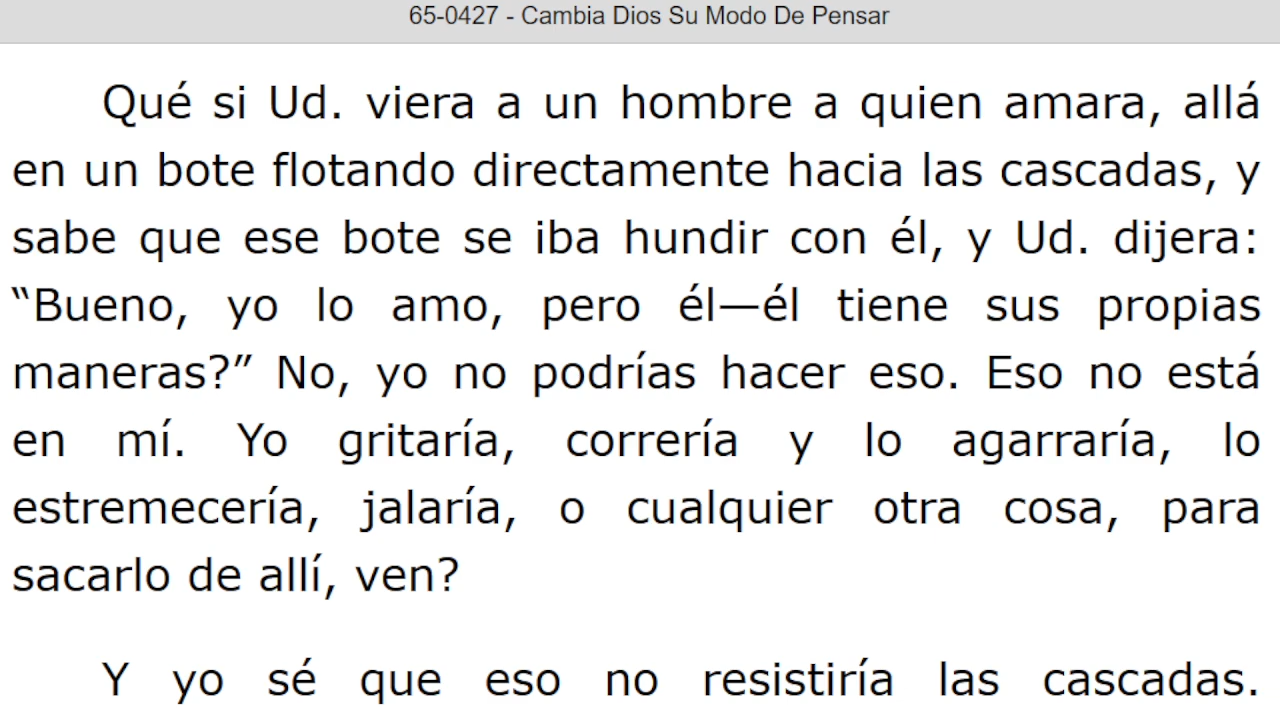 65-0427 - Cambia Dios Su Modo De Pensar
Qué si Ud. viera a un hombre a quien amara, allá
en un bote flotando directamente hacia las cascadas, y
sabe que ese bote se iba hundir con él, y Ud. dijera:
“Bueno, yo lo amo, pero él—él tiene sus propias
maneras?” No, yo no podrías hacer eso. Eso no está
en mí. Yo gritaría, correría y lo agarraría, lo
estremecería, jalaría, o cualquier otra cosa, para
sacarlo de allí, ven?
Y yo sé que eso no resistiría las cascadas.